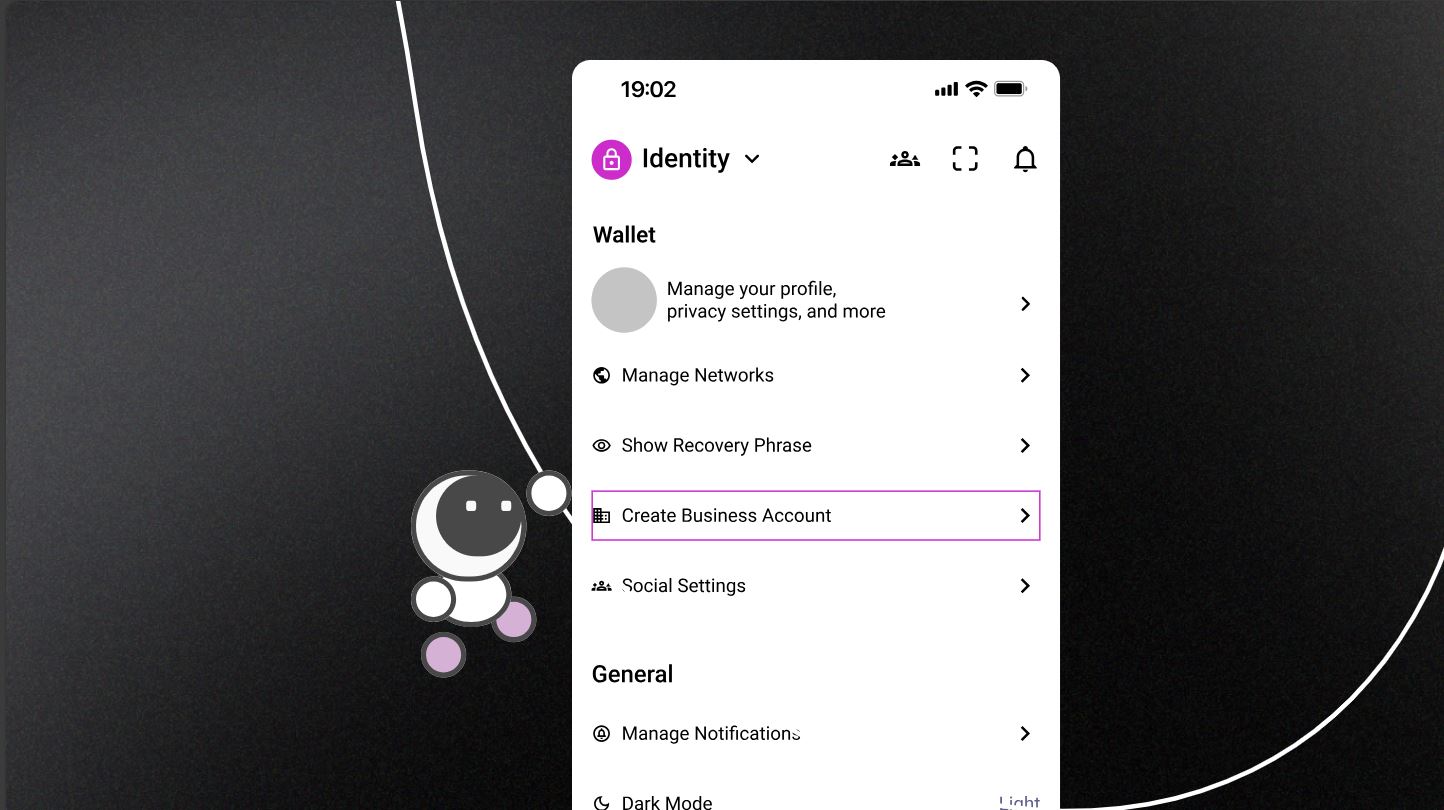 19:02
Identity
Wallet
Manage your profile,
privacy settings, and more
Manage Networks
Show Recovery Phrase
Create Business Account
Social Settings
General
Manage Notifications
Dark Mode
Light